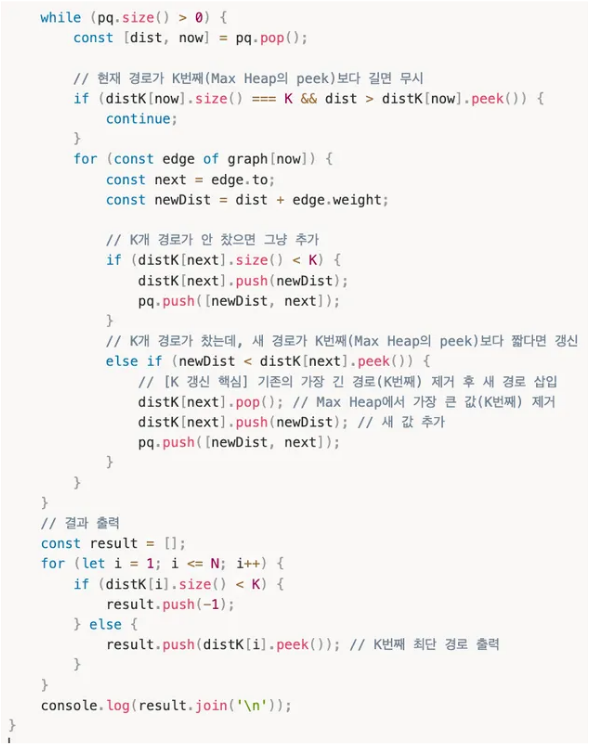 while (pq.size() > 0) {
const [dist, now] = pq.pop();
// 현재 경로가 K번째(Max Heap의 peek)보다 길면 무시
if (distK[now].size() === K && dist > distK[now].peek()) {
continue;
}
for (const edge of graph[now]) {
const next = edge.to;
const newDist = dist + edge.weight;
// K개 경로가 안 찼으면 그냥 추가
if (distK[next].size() < K) {
distK[next].push(newDist);
pq.push([newDist, next]);
}
// K개 경로가 찼는데, 새 경로가 K번째(Max Heap의 peek)보다 짧다면 갱신
else if (newDist < distK[next].peek()) {
// [K 갱신 핵심] 기존의 가장 긴 경로(K번째) 제거 후 새 경로 삽입
distK[next].pop(); // Max Heap에서 가장 큰 값(K번째) 제거
distK[next].push(newDist); // 새 값 추가
pq.push([newDist, next]);
}
}
}
// 결과 출력
const result = [];
for (let i = 1; i <= N; i++) {
if (distK[i].size() < K) {
result.push(-1);
} else {
result.push(distK[i].peek()); // K번째 최단 경로 출력
}
}
console.log(result.join('\n'));
}